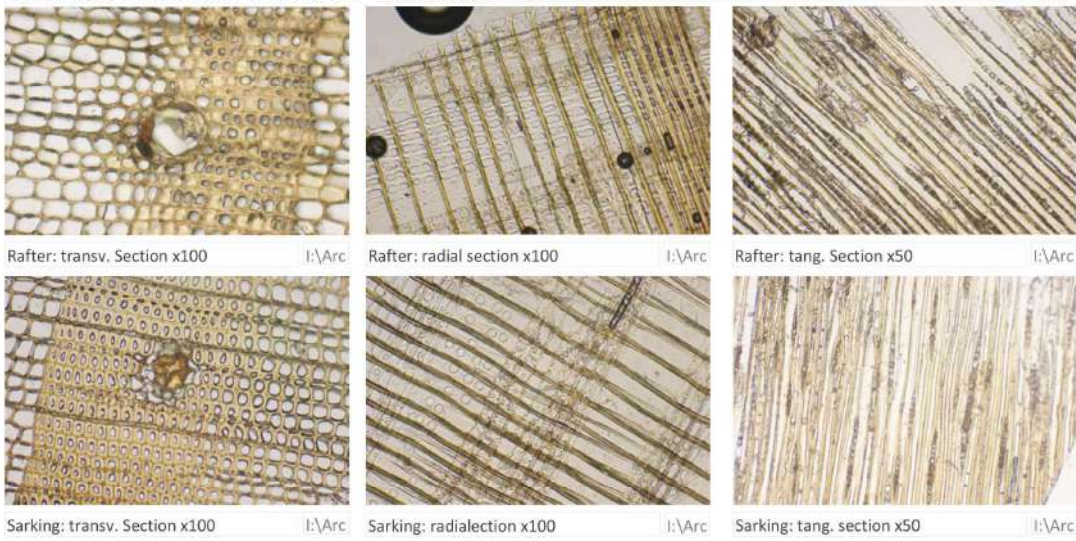 Rafter: transv. Section x100 I:\Arc
Rafter: radial section x100 I:\Arc
Rafter: tang. Section x50 I:\Arc
Sarking: transv. Section x100 I:\Arc
Sarking: radialection x100 I:\Arc
Sarking: tang. section x50 I:\Arc